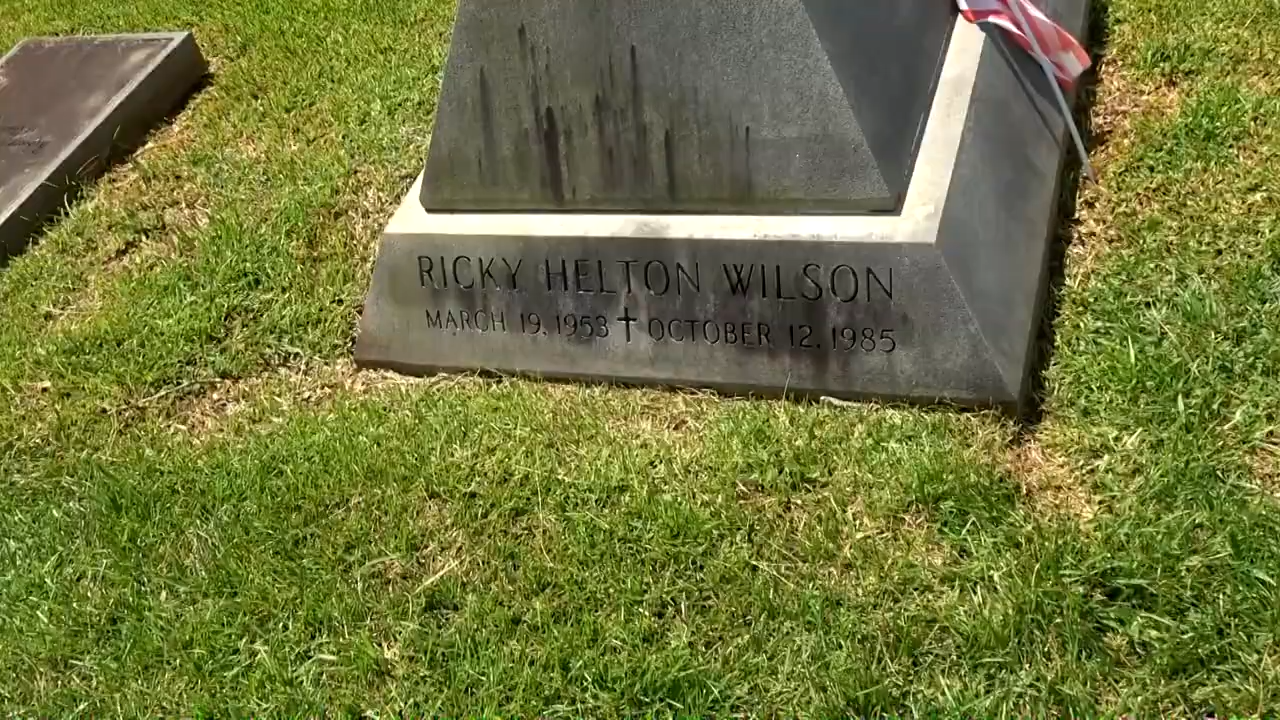 RICKY HELTON WILSON
MARCH 19, 1953 ✝ OCTOBER 12, 1985